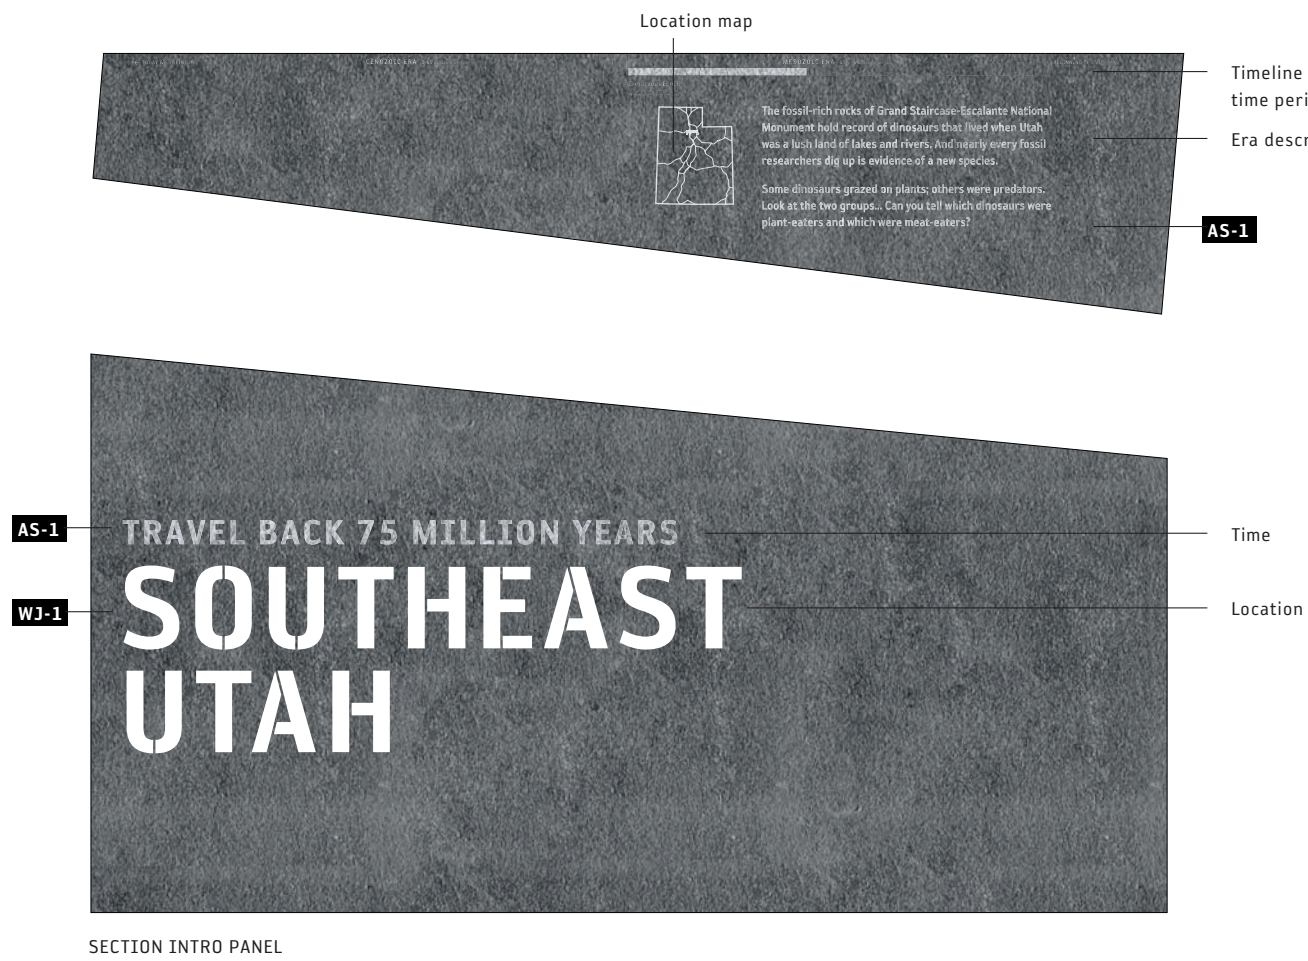 Location map
CENOZOIC ERA
MESOZOIC ERA
Timeline
time peri
The fossil-rich rocks of Grand Staircase-Escalante National
Monument hold record of dinosaurs that lived when Utah
was a lush land of lakes and rivers. And nearly every fossil
researchers dig up is evidence of a new species.
Era descr
Some dinosaurs grazed on plants; others were predators.
Look at the two groups... Can you tell which dinosaurs were
plant-eaters and which were meat-eaters?
AS-1
AS-1
TRAVEL BACK 75 MILLION YEARS
Time
WJ-1
SOUTHEAST
Location
UTAH
SECTION INTRO PANEL